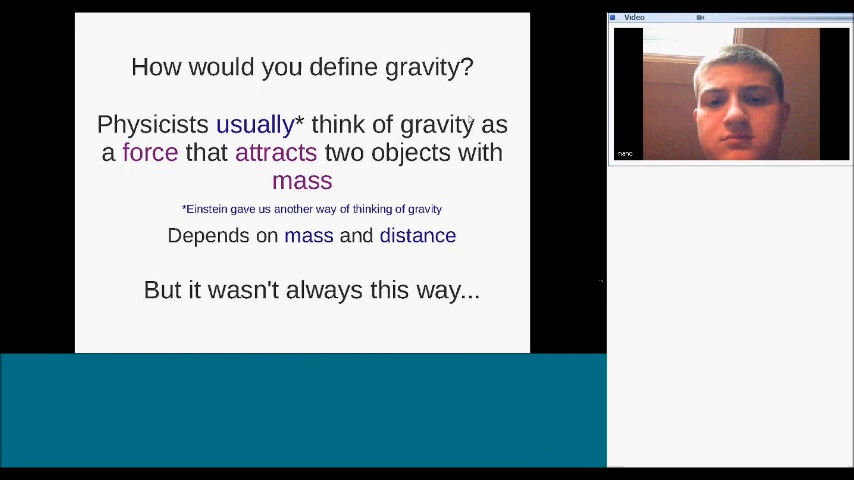 How would you define gravity?
Physicists usually* think of gravity as
a force that attracts two objects with
mass
*Einstein gave us another way of thinking of gravity
Depends on mass and distance
But it wasn't always this way...
Video
nano